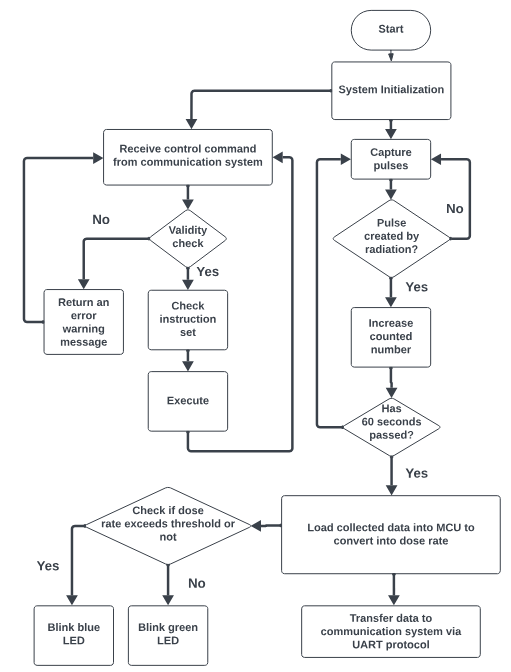 Start
System Initialization
Receive control command
from communication system
Capture
pulses
No
Validity
check
Yes
Pulse
created by
radiation?
No
Yes
Return an
error
warning
message
Check
instruction
set
Increase
counted
number
Execute
Has
60 seconds
passed?
Yes
Check if dose
rate exceeds threshold or
not
Load collected data into MCU to
convert into dose rate
Yes
No
Blink blue
LED
Blink green
LED
Transfer data to
communication system via
UART protocol